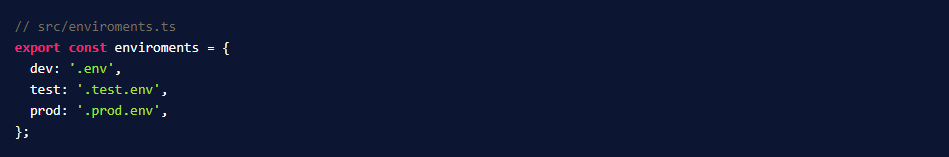 // src/enviroments.ts
export const enviroments = {
  dev: '.env',
  test: '.test.env',
  prod: '.prod.env',
};